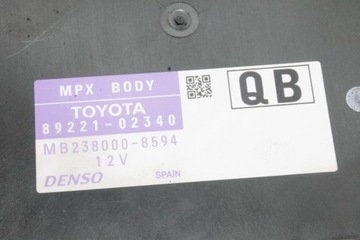 MPX BODY
TOYOTA
89221-02340
MB238000-8594
12V
DENSO
SPAIN
QB